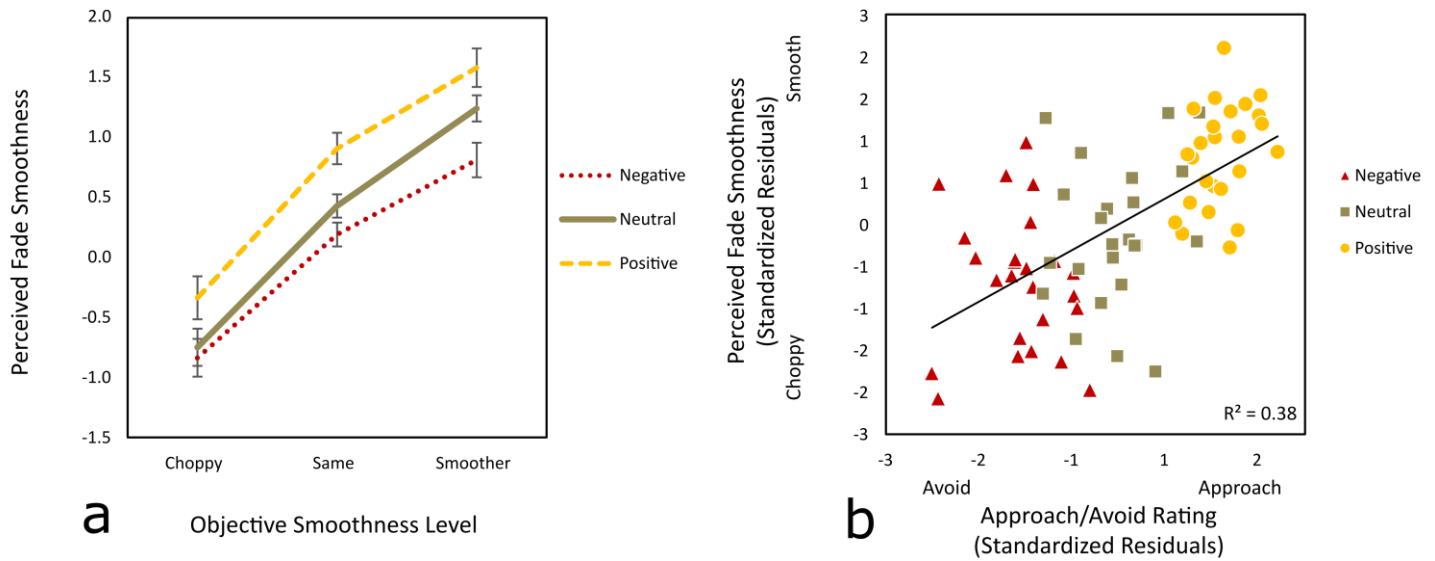 2.0
1.5
1.0
0.5
0.0
-0.5
-1.0
-1.5
Perceived Fade Smoothness
Choppy
Same
Smoother
Objective Smoothness Level
Negative
Neutral
Positive
a
3
2
2
1
1
0
-1
-1
-2
-2
-3
Perceived Fade Smoothness
(Standardized Residuals)
Smooth
Choppy
R² = 0.38
-3
-2
-1
1
2
Avoid
Approach
Approach/Avoid Rating
(Standardized Residuals)
Negative
Neutral
Positive
b